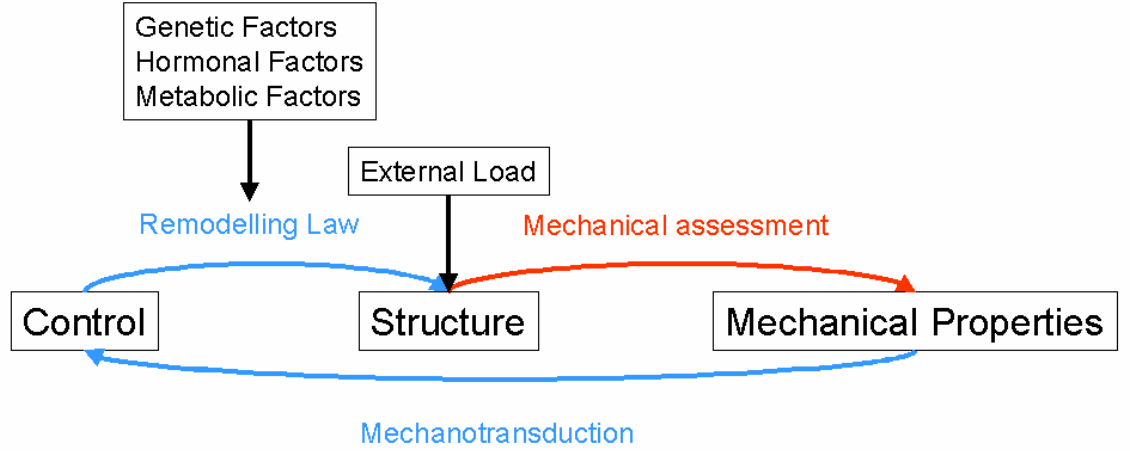 Genetic Factors
Hormonal Factors
Metabolic Factors
External Load
Remodelling Law
Mechanical assessment
Control
Structure
Mechanical Properties
Mechanotransduction